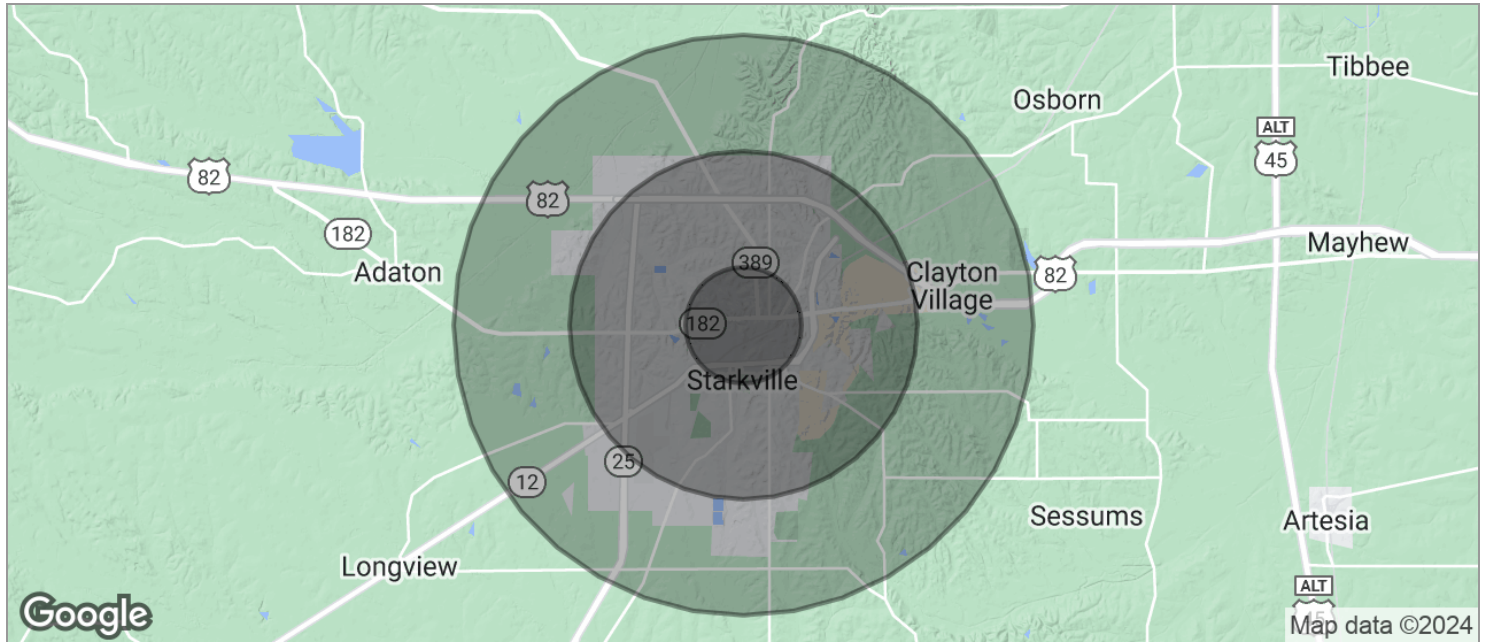 Tibbee
Osborn
ALT
45
82
82
182
Mayhew
389
Adaton
Clayton
Village
82
182
Starkville
25
12
Sessums
Artesia
Longview
ALT
Google
Map data ©2024